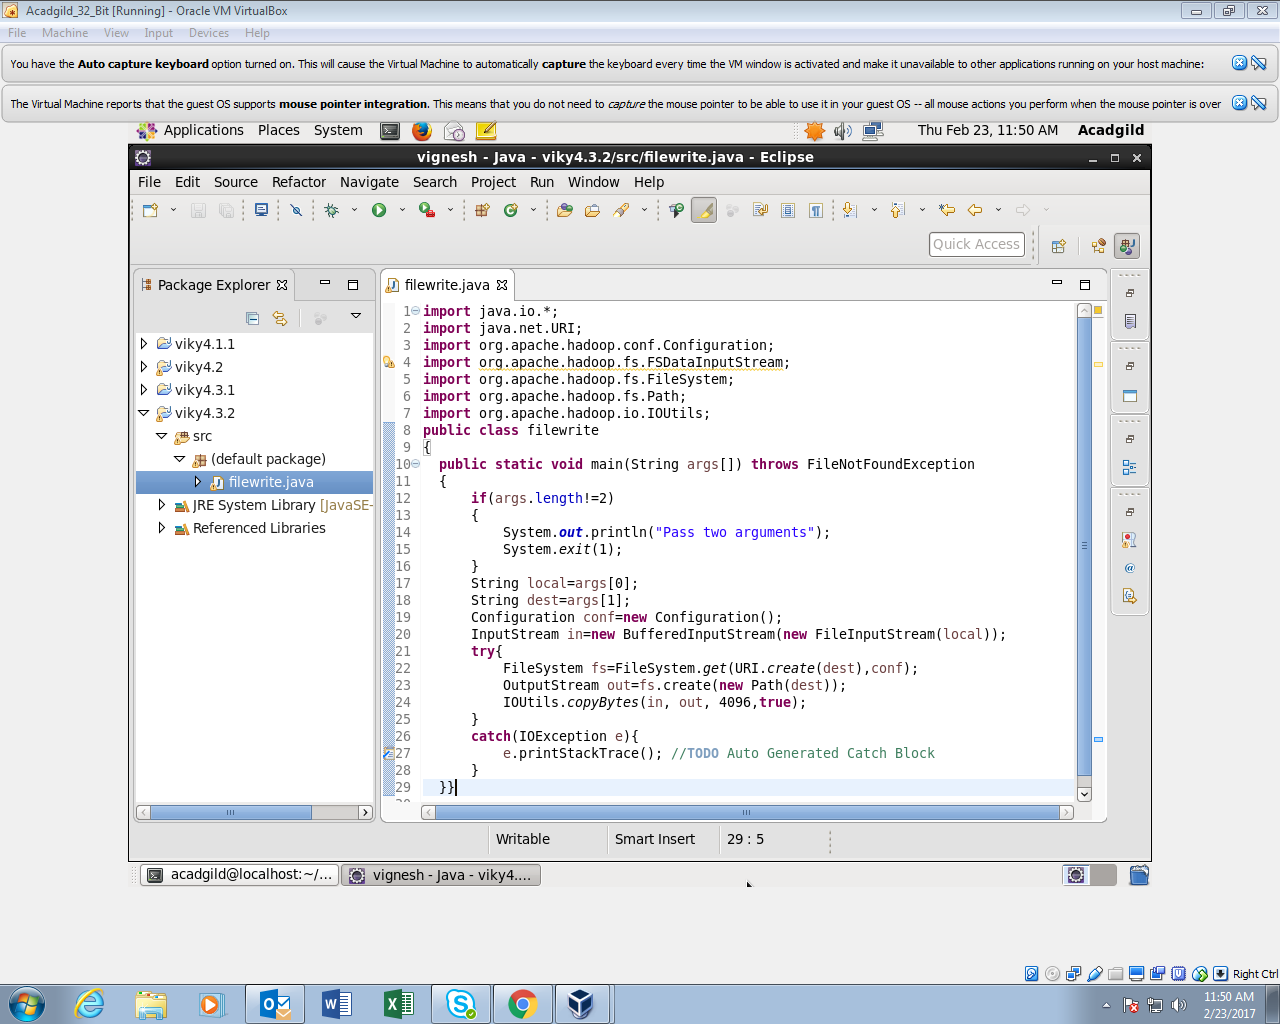 Acadgild_32_Bit [Running] - Oracle VM VirtualBox
File Machine View Input Devices Help
You have the Auto capture keyboard option turned on. This will cause the Virtual Machine to automatically capture the keyboard every time the VM window is activated and make it unavailable to other applications running on your host machine:
The Virtual Machine reports that the guest OS supports mouse pointer integration. This means that you do not need to capture the mouse pointer to be able to use it in your guest OS -- all mouse actions you perform when the mouse pointer is over
Applications Places System Thu Feb 23, 11:50 AM Acadgild
vignesh - Java - viky4.3.2/src/filewrite.java - Eclipse
File Edit Source Refactor Navigate Search Project Run Window Help
Quick Access
Package Explorer
viky4.1.1
viky4.2
viky4.3.1
viky4.3.2
src
(default package)
filewrite.java
JRE System Library [JavaSE-
Referenced Libraries
filewrite.java
1 import java.io.*;
2 import java.net.URI;
3 import org.apache.hadoop.conf.Configuration;
4 import org.apache.hadoop.fs.FSDataInputStream;
5 import org.apache.hadoop.fs.FileSystem;
6 import org.apache.hadoop.fs.Path;
7 import org.apache.hadoop.io.IOUtils;
8 public class filewrite
9 {
10 public static void main(String args[]) throws FileNotFoundException
11 {
12 if(args.length!=2)
13 {
14 System.out.println("Pass two arguments");
15 System.exit(1);
16 }
17 String local=args[0];
18 String dest=args[1];
19 Configuration conf=new Configuration();
20 InputStream in=new BufferedInputStream(new FileInputStream(local));
21 try{
22 FileSystem fs=FileSystem.get(URI.create(dest),conf);
23 OutputStream out=fs.create(new Path(dest));
24 IOUtils.copyBytes(in, out, 4096,true);
25 }
26 catch(IOException e){
27 e.printStackTrace(); //TODO Auto Generated Catch Block
28 }
29 }}
Writable Smart Insert 29 : 5
acadgild@localhost:~/... vignesh - Java - viky4....
Right Ctrl
11:50 AM
2/23/2017